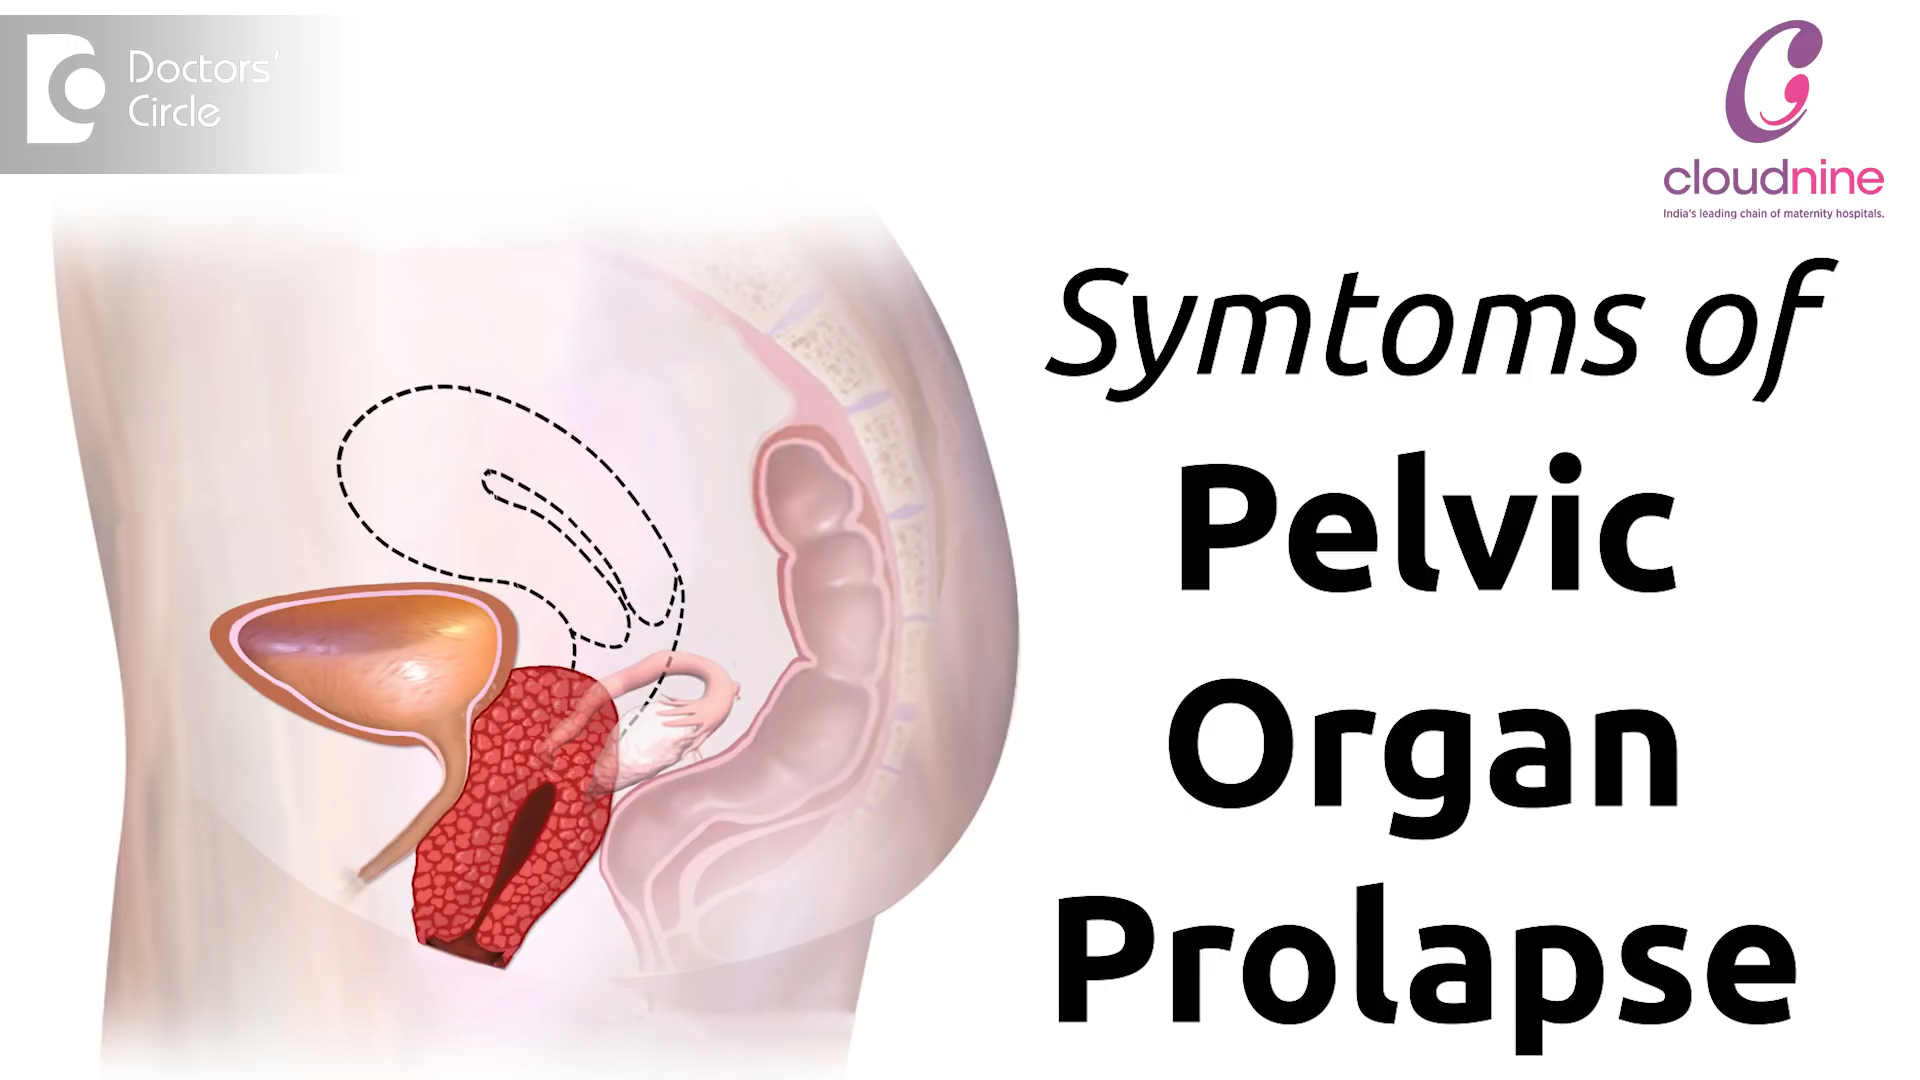 Doctors'
Circle
cloudnine
India's leading chain of maternity hospitals.
Symtoms of
Pelvic
Organ
Prolapse